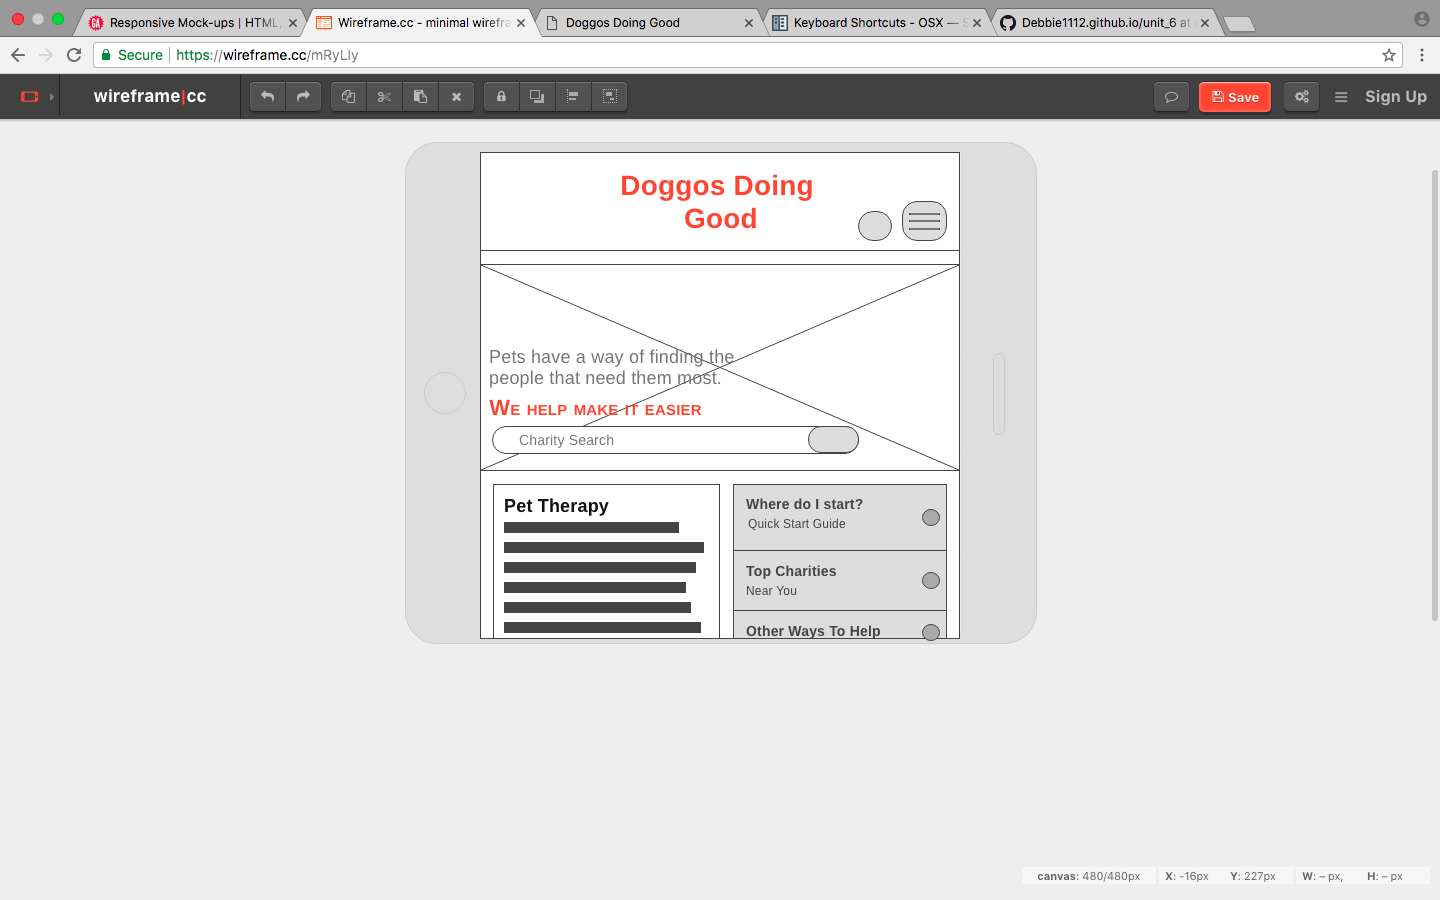 Responsive Mock-ups | HTML,
Wireframe.cc - minimal wirefra
Doggos Doing Good
Keyboard Shortcuts - OSX — S
Debbie1112.github.io/unit_6 at
Secure
https://wireframe.cc/mRyLly
wireframe|cc
Save
Sign Up
Doggos Doing
Good
Pets have a way of finding the
people that need them most.
We help make it easier
Charity Search
Pet Therapy
Where do I start?
Quick Start Guide
Top Charities
Near You
Other Ways To Help
canvas: 480/480px X: -16px Y: 227px W: – px, H: – px